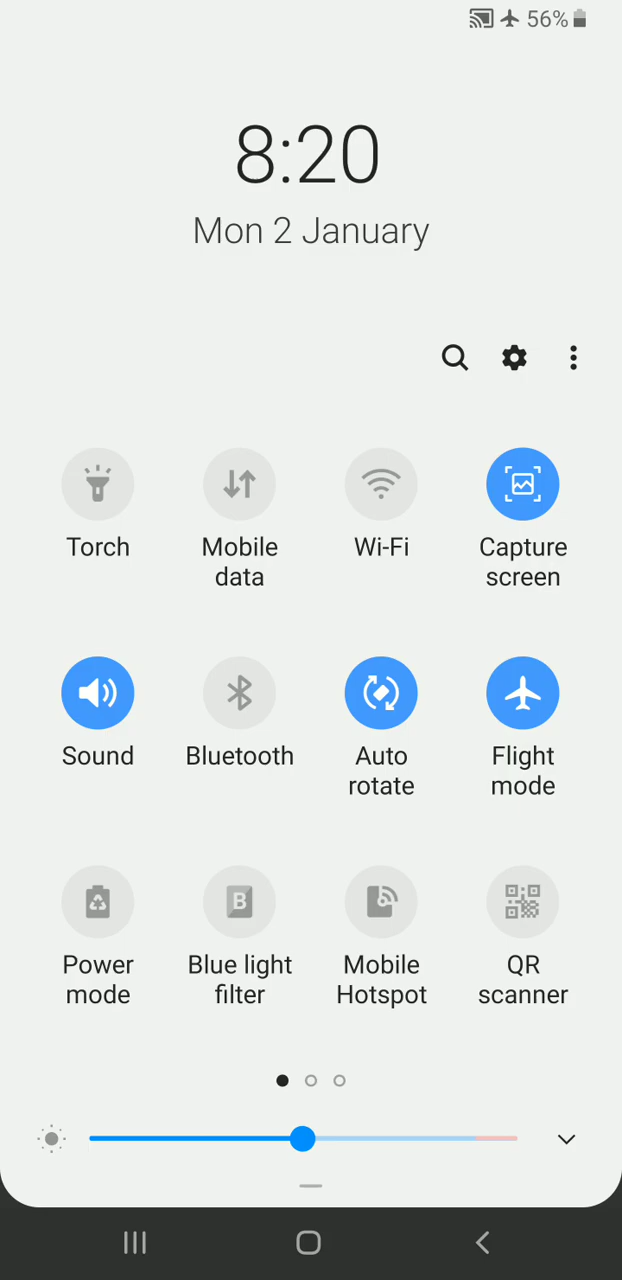 56%
8:20
Mon 2 January
Torch
Mobile
data
Wi-Fi
Capture
screen
Sound
Bluetooth
Auto
rotate
Flight
mode
Power
mode
B
Blue light
filter
Mobile
Hotspot
QR
scanner